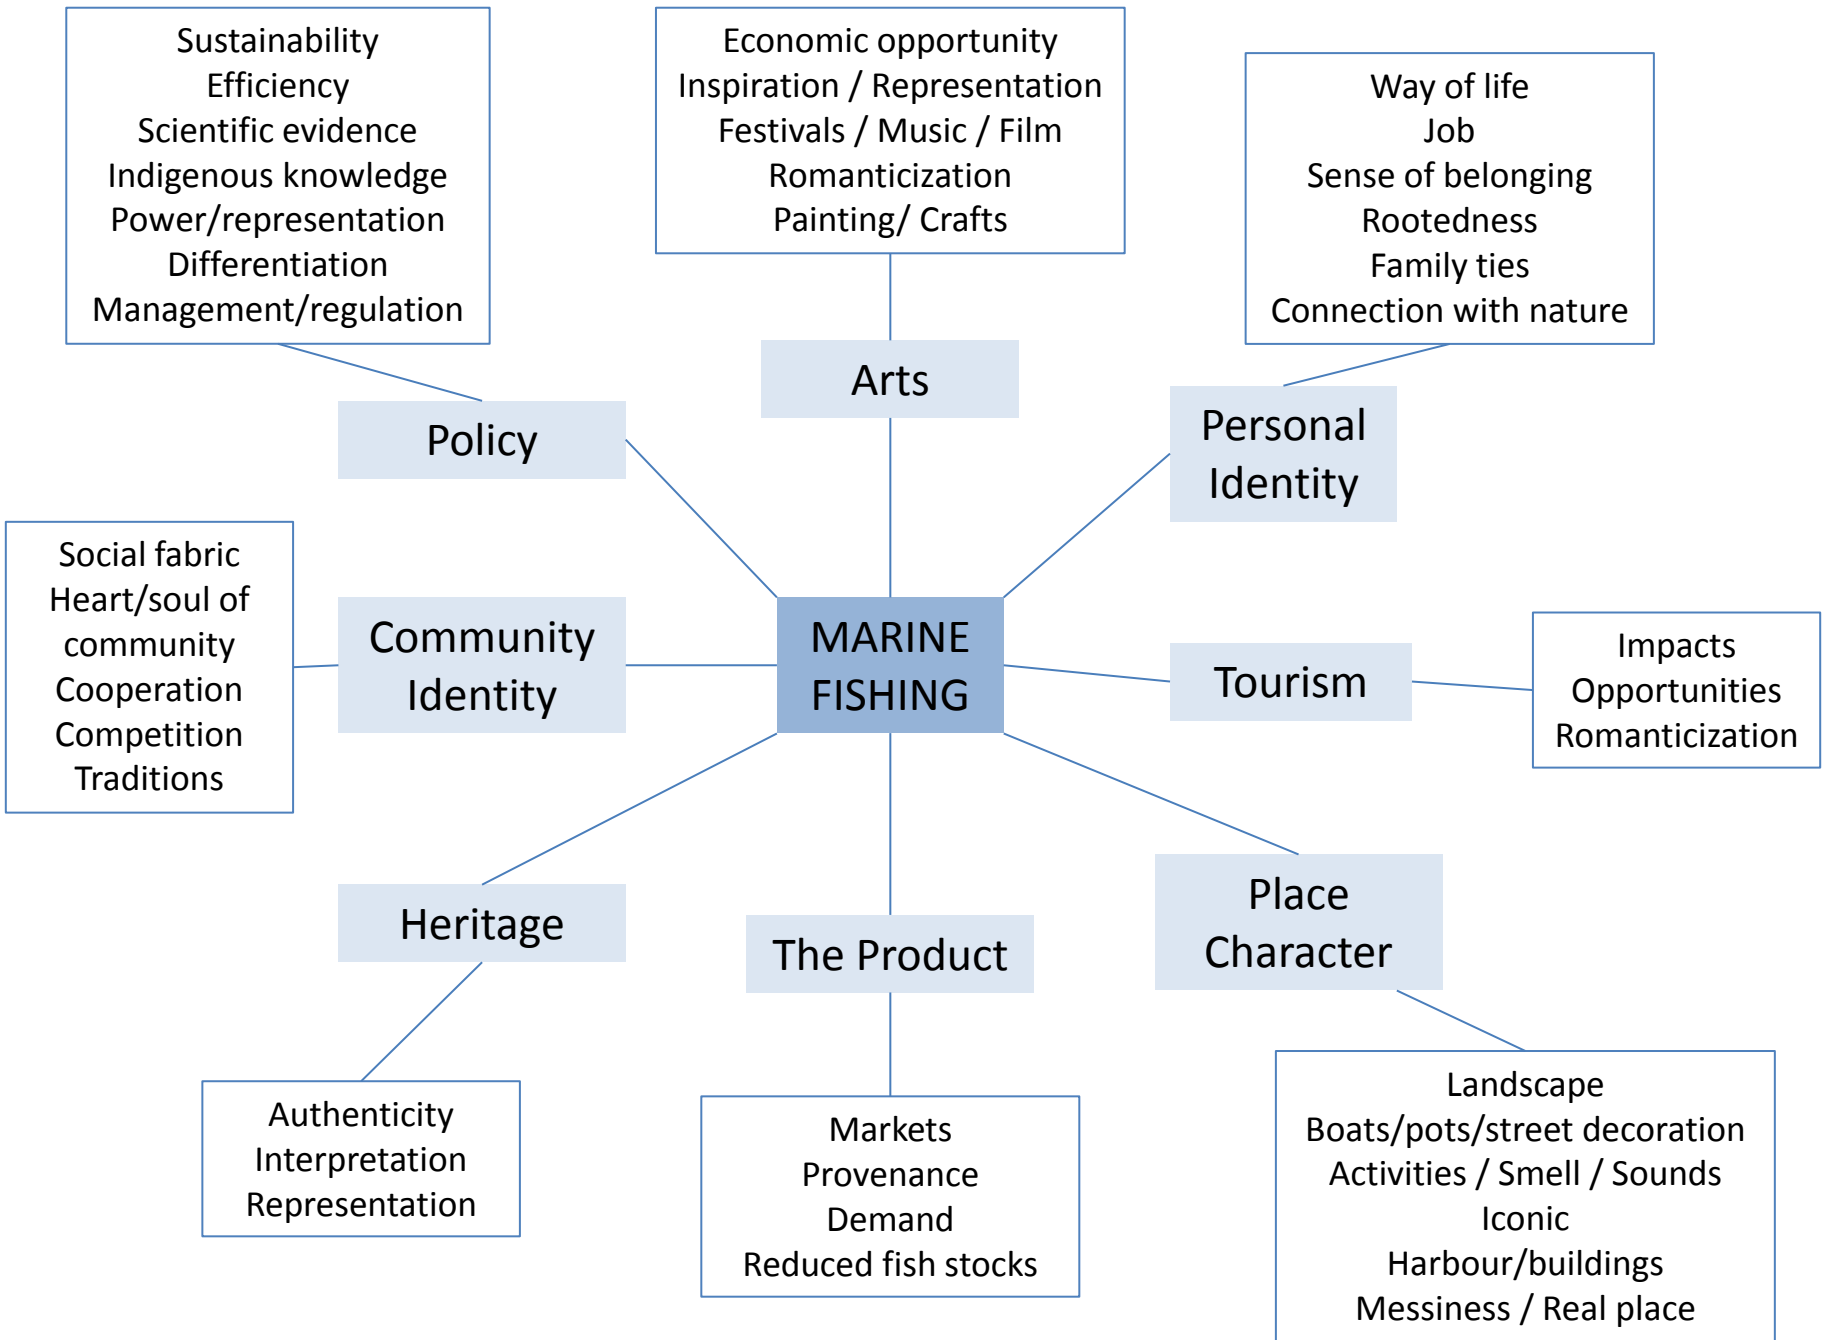 Sustainability
Efficiency
Scientific evidence
Indigenous knowledge
Power/representation
Differentiation
Management/regulation
Economic opportunity
Inspiration / Representation
Festivals / Music / Film
Romanticization
Painting/ Crafts
Way of life
Job
Sense of belonging
Rootedness
Family ties
Connection with nature
Policy
Arts
Personal
Identity
Social fabric
Heart/soul of
community
Cooperation
Competition
Traditions
Community
Identity
MARINE
FISHING
Tourism
Impacts
Opportunities
Romanticization
Heritage
The Product
Place
Character
Authenticity
Interpretation
Representation
Markets
Provenance
Demand
Reduced fish stocks
Landscape
Boats/pots/street decoration
Activities / Smell / Sounds
Iconic
Harbour/buildings
Messiness / Real place